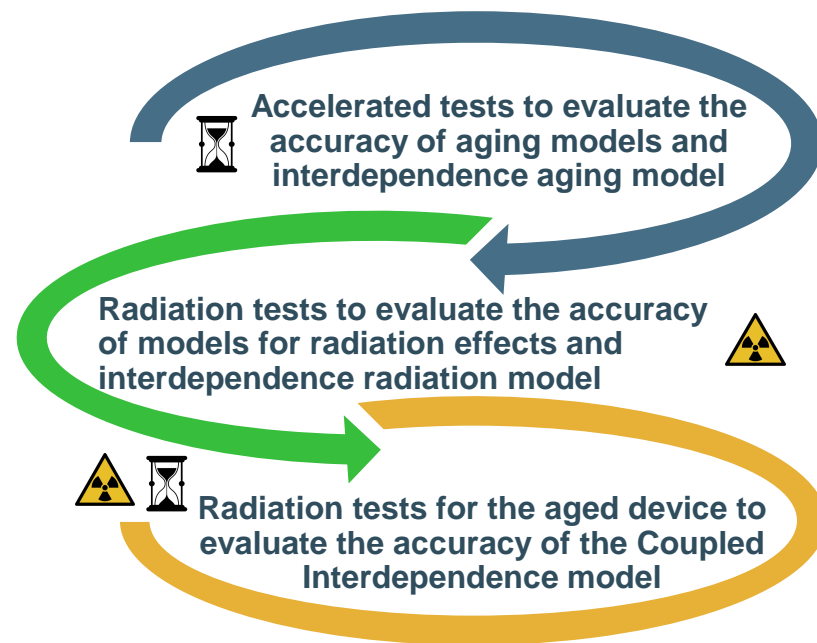 Accelerated tests to evaluate the
accuracy of aging models and
interdependence aging model
Radiation tests to evaluate the accuracy
of models for radiation effects and
interdependence radiation model
Radiation tests for the aged device to
evaluate the accuracy of the Coupled
Interdependence model